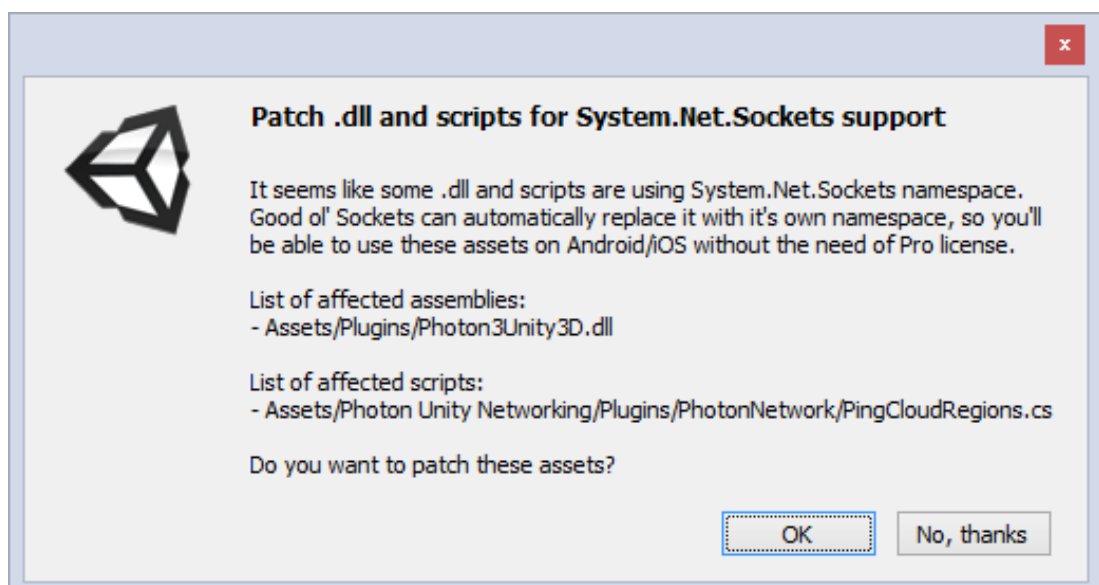 x
Patch .dll and scripts for System.Net.Sockets support
It seems like some .dll and scripts are using System.Net.Sockets namespace.
Good ol' Sockets can automatically replace it with it's own namespace, so you'll
be able to use these assets on Android/iOS without the need of Pro license.
List of affected assemblies:
- Assets/Plugins/Photon3Unity3D.dll
List of affected scripts:
- Assets/Photon Unity Networking/Plugins/PhotonNetwork/PingCloudRegions.cs
Do you want to patch these assets?
OK No, thanks